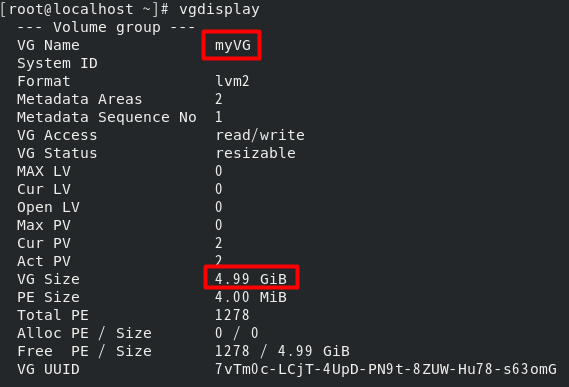 [root@localhost ~]# vgdisplay
--- Volume group ---
VG Name myVG
System ID
Format lvm2
Metadata Areas 2
Metadata Sequence No 1
VG Access read/write
VG Status resizable
MAX LV 0
Cur LV 0
Open LV 0
Max PV 0
Cur PV 2
Act PV 2
VG Size 4.99 GiB
PE Size 4.00 MiB
Total PE 1278
Alloc PE / Size 0 / 0
Free PE / Size 1278 / 4.99 GiB
VG UUID 7vTm0c-LCjT-4UpD-PN9t-8ZUW-Hu78-s63omG